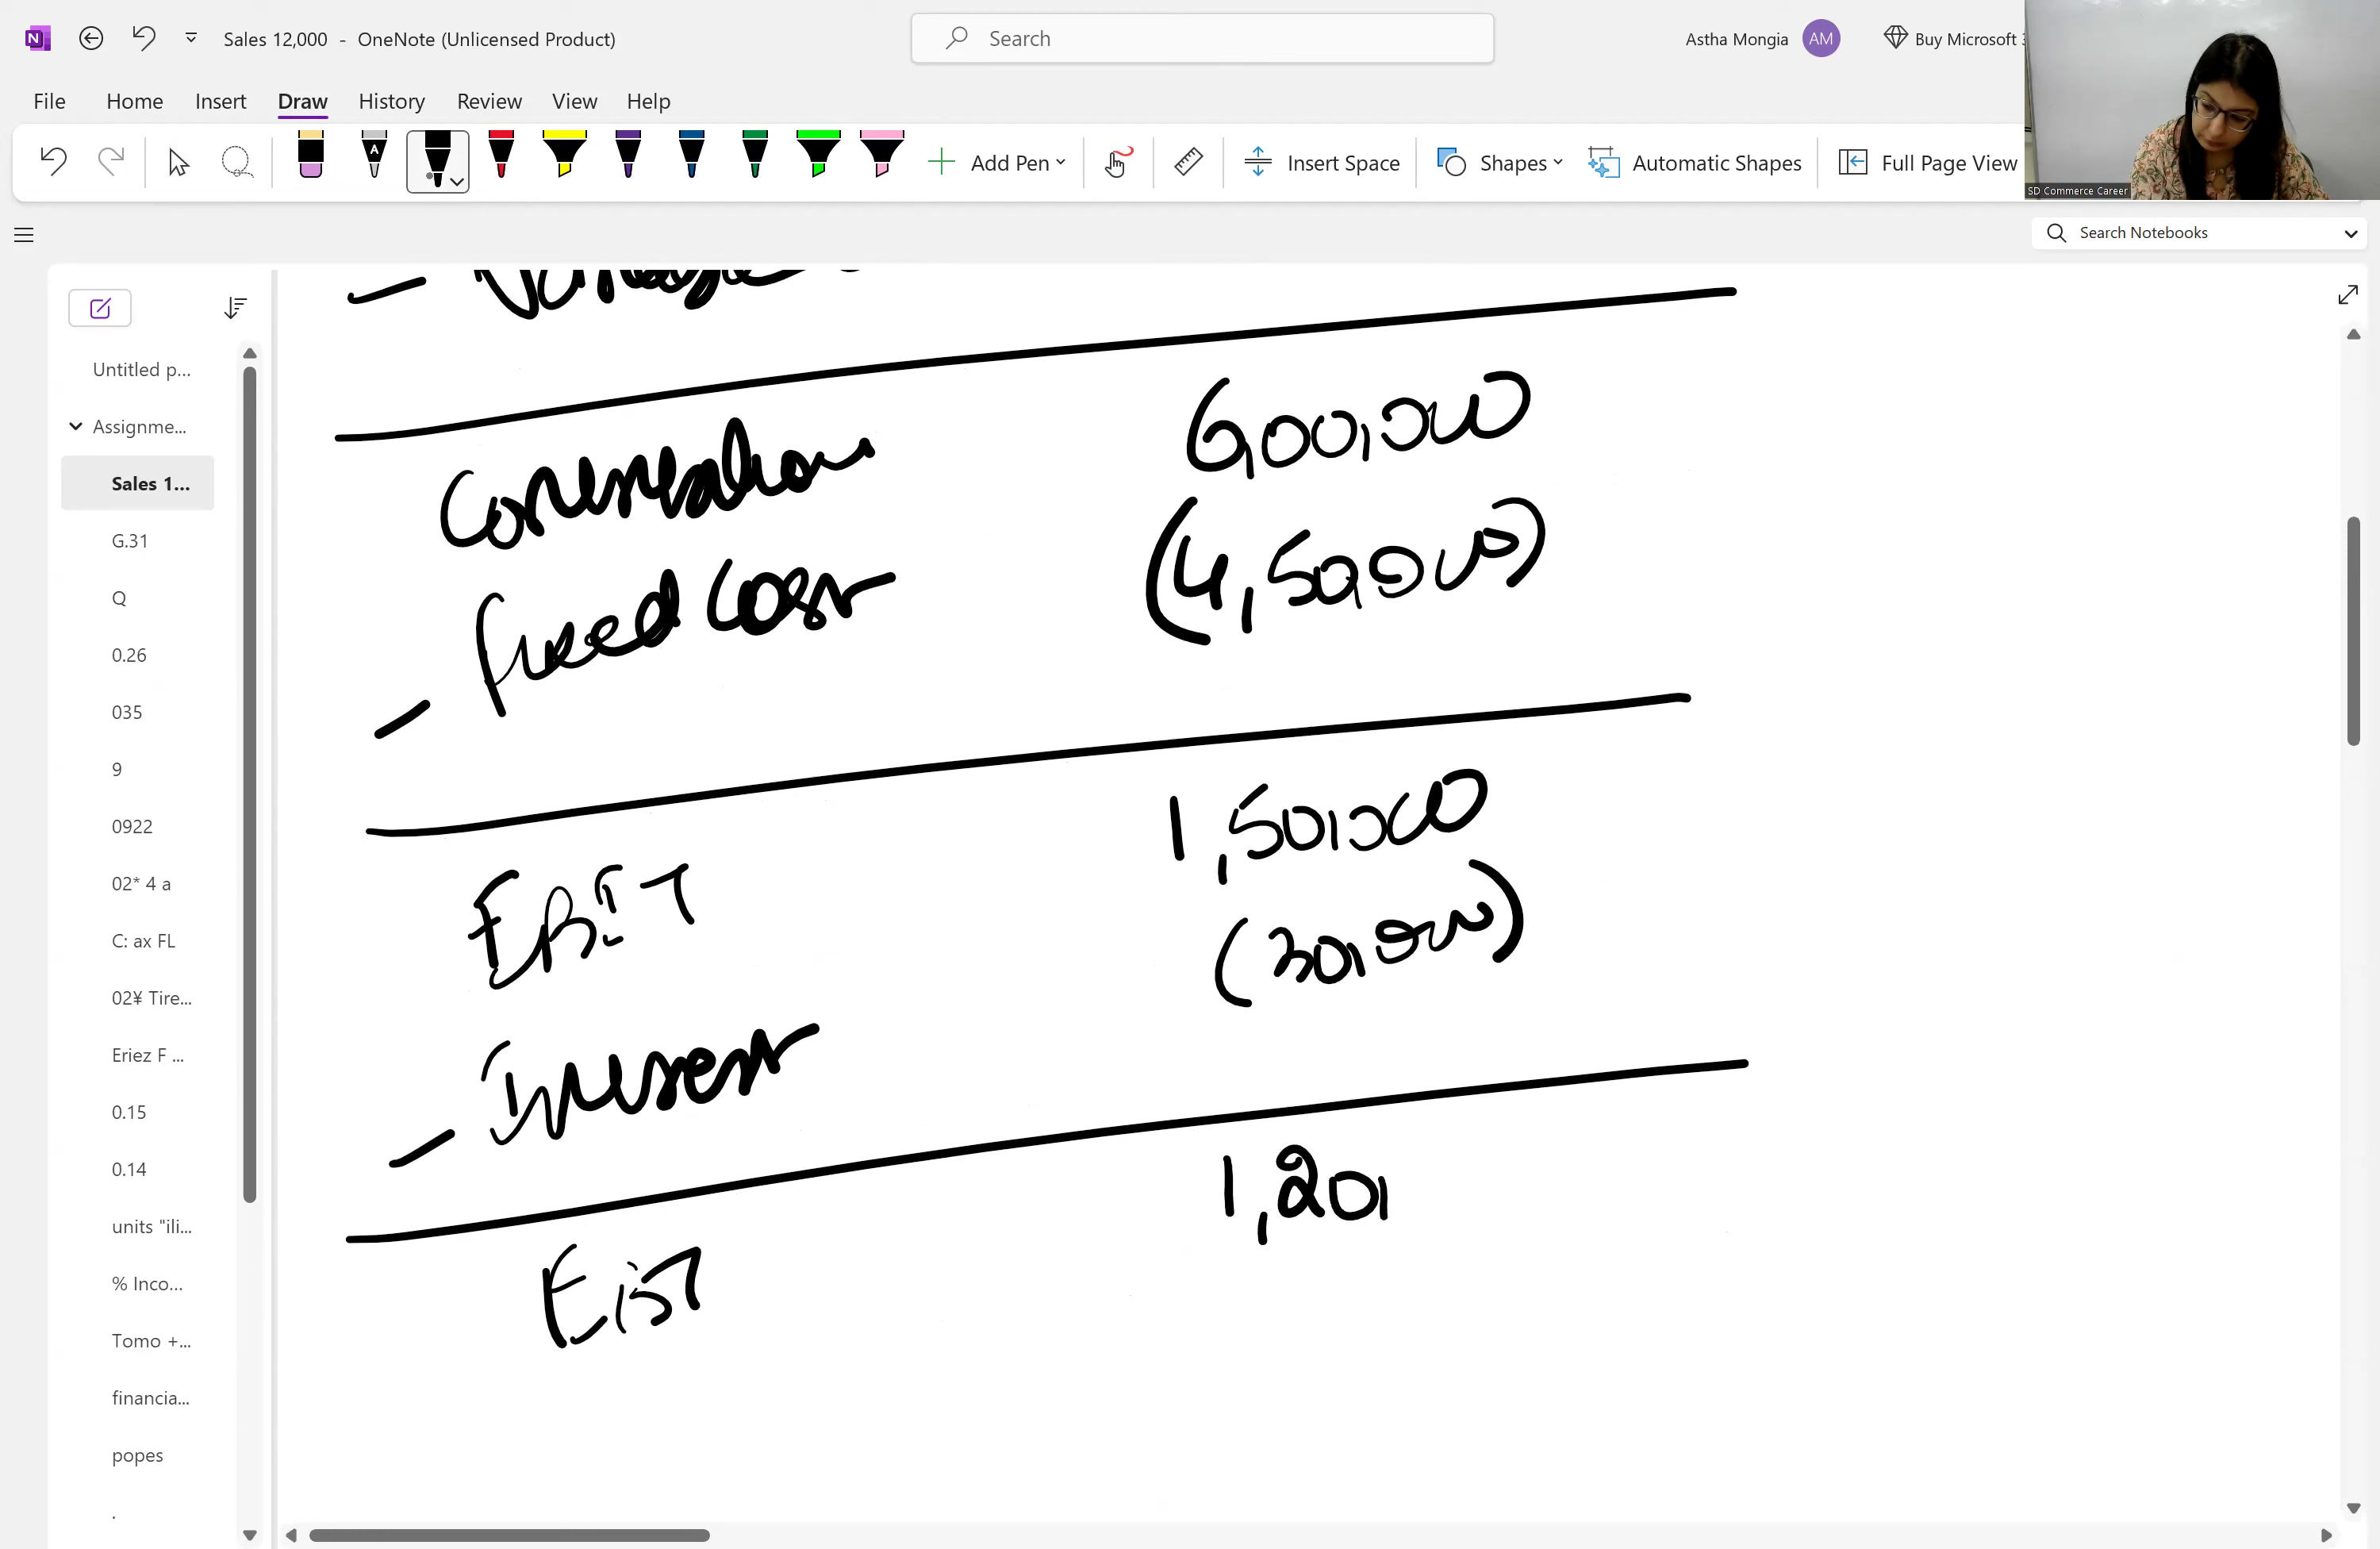 Sales 12,000 - OneNote (Unlicensed Product)
Search
Astha Mongia
AM
Buy Microsoft 3
File Home Insert Draw History Review View Help
A
Add Pen
Insert Space
Shapes
Automatic Shapes
Full Page View
SD Commerce Career
Search Notebooks
Untitled p...
Assignme...
Sales 1...
G.31
Q
0.26
035
9
0922
02* 4 a
C: ax FL
02¥ Tire...
Eriez F ...
0.15
0.14
units "ili...
% Inco...
Tomo +...
financia...
popes
.
- Variable
Contribution 6,00,000
- fixed Cost (4,50,000)
EBIT 1,50,000
- Interest (30,000)
EBT 1,20,